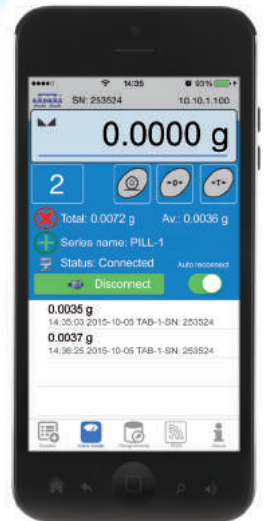 14:35 93%
SN: 253524 10.10.1.100
0.0000 g
2 →0← →T←
Total: 0.0072 g Av.: 0.0036 g
Series name: PILL-1
Status: Connected Auto reconnect
Disconnect
0.0035 g
14:35:03 2015-10-05 TAB-1-SN: 253524
0.0037 g
14:36:25 2015-10-05 TAB-1-SN: 253524